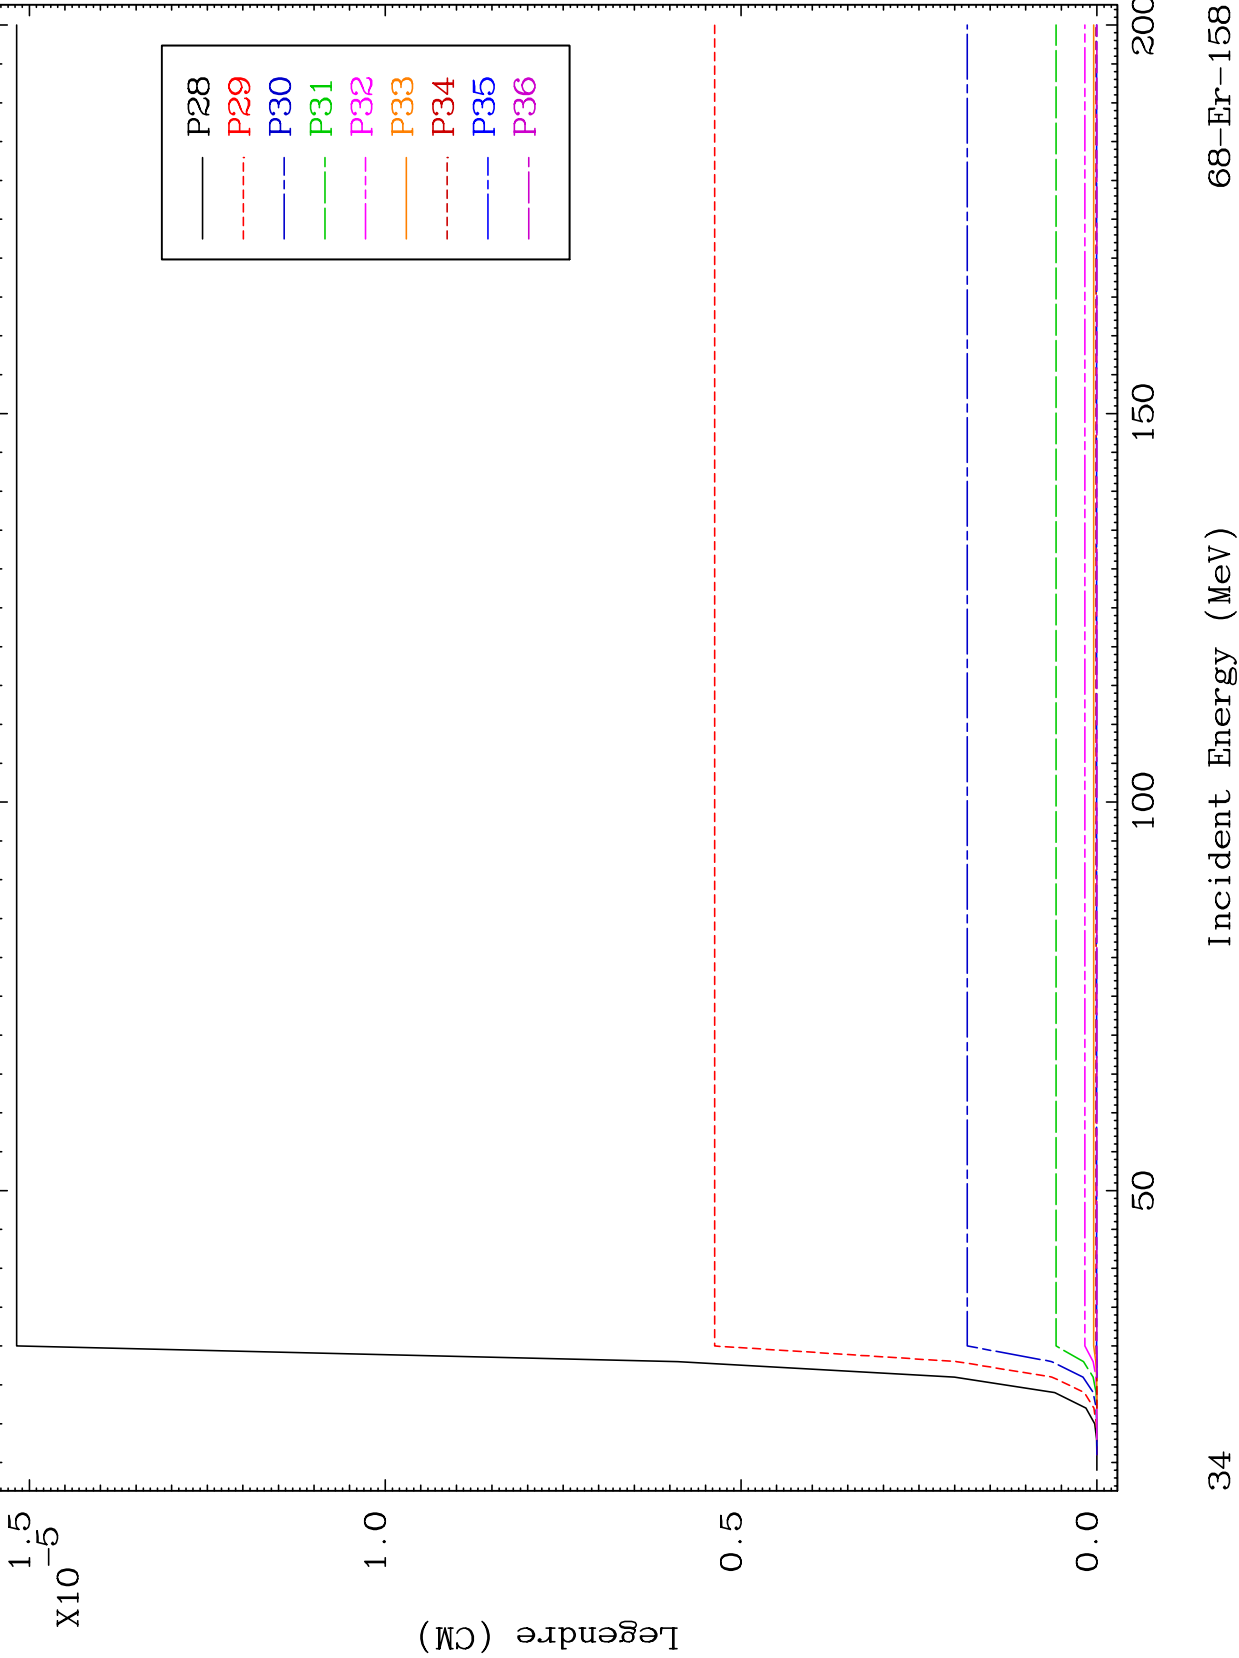 P28
P29
P30
P31
P32
P33
P34
P35
P36
1.5
X10-5
1.0
0.5
0.0
Legendre (CM)
50
100
150
200
Incident Energy (MeV)
34
68-Er-158